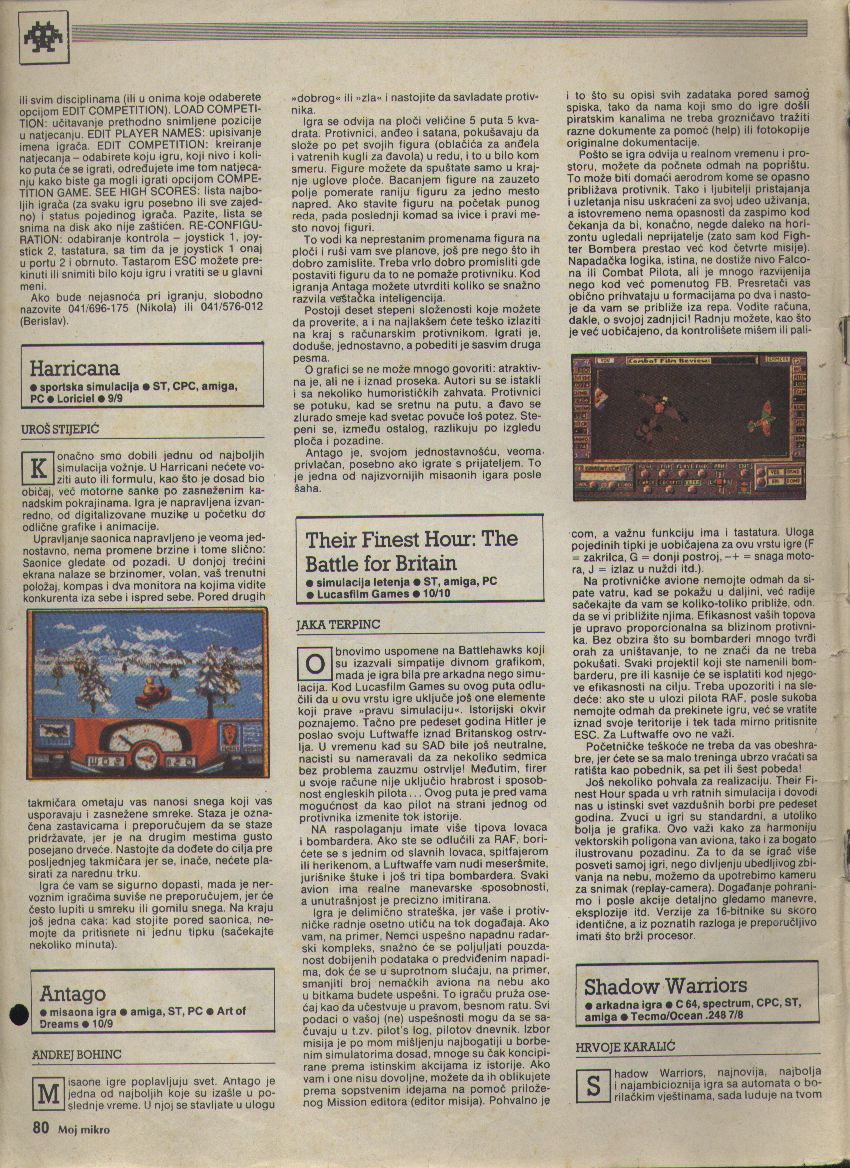 ili svim disciplinama (ili u onima koje odaberete
opcijom EDIT COMPETITION). LOAD COMPETI-
TION: učitavanje prethodno snimljene pozicije
u natjecanju. EDIT PLAYER NAMES: upisivanje
imena igrača. EDIT COMPETITION: kreiranje
natjecanja – odabirete koju igru, koji nivo i koli-
ko puta će se igrati, određujete ime tom natjeca-
nju kako biste ga mogli igrati opcijom COMPE-
TITION GAME. SEE HIGH SCORES: lista najbo-
ljih igrača (za svaku igru posebno ili sve zajed-
no) i status pojedinog igrača. Pazite, lista se
snima na disk ako nije zaštićen. RE-CONFIGU-
RATION: odabiranje kontrola – joystick 1, joy-
stick 2, tastatura, sa tim da je joystick 1 onaj
u portu 2 i obrnuto. Tastarom ESC možete pre-
kinuti ili snimiti bilo koju igru i vratiti se u glavni
meni.
Ako bude nejasnoća pri igranju, slobodno
nazovite 041/696-175 (Nikola) ili 041/576-012
(Berislav).
Harricana
● sportska simulacija ● ST, CPC, amiga,
PC ● Loriciel ● 9/9
UROŠ STIJEPIĆ
Konačno smo dobili jednu od najboljih
simulacija vožnje. U Harricani nećete vo-
ziti auto ili formulu, kao što je dosad bio
običaj, već motorne sanke po zasneženim ka-
nadskim pokrajinama. Igra je napravljena izvan-
redno, od digitalizovane muzike u početku do
odlične grafike i animacije.
Upravljanje saonica napravljeno je veoma jed-
nostavno, nema promene brzine i tome slično.
Saonice gledate od pozadi. U donjoj trećini
ekrana nalaze se brzinomer, volan, vaš trenutni
položaj, kompas i dva monitora na kojima vidite
konkurenta iza sebe i ispred sebe. Pored drugih
takmičara ometaju vas nanosi snega koji vas
usporavaju i zasnežene smreke. Staza je ozna-
čena zastavicama i preporučujem da se staze
pridržavate, jer je na drugim mestima gusto
posejano drveće. Nastojte da dođete do cilja pre
posljednjeg takmičara jer se, inače, nećete pla-
sirati za narednu trku.
Igra će vam se sigurno dopasti, mada je ner-
voznim igračima suviše ne preporučujem, jer će
često lupiti u smreku ili gomilu snega. Na kraju
još jedna caka: kad stojite pored saonica, ne-
mojte da pritisnete ni jednu tipku (sačekajte
nekoliko minuta).
Antago
● misaona igra ● amiga, ST, PC ● Art of
Dreams ● 10/9
ANDREJ BOHINC
Misaone igre poplavljuju svet. Antago je
jedna od najboljih koje su izašle u po-
slednje vreme. U njoj se stavljate u ulogu
80 Moj mikro
»dobrog« ili »zla« i nastojite da savladate protiv-
nika.
Igra se odvija na ploči veličine 5 puta 5 kva-
drata. Protivnici, anđeo i satana, pokušavaju da
slože po pet svojih figura (oblačića za anđela
i vatrenih kugli za đavola) u redu, i to u bilo kom
smeru. Figure možete da spuštate samo u kraj-
nje uglove ploče. Bacanjem figure na zauzeto
polje pomerate raniju figuru za jedno mesto
napred. Ako stavite figuru na početak punog
reda, pada poslednji komad sa ivice i pravi me-
sto novoj figuri.
To vodi ka neprestanim promenama figura na
ploči i ruši vam sve planove, još pre nego što ih
dobro zamislite. Treba vrlo dobro promisliti gde
postaviti figuru da to ne pomaže protivniku. Kod
igranja Antaga možete utvrditi koliko se snažno
razvila veštačka inteligencija.
Postoji deset stepeni složenosti koje možete
da proverite, a i na najlakšem ćete teško izlaziti
na kraj s računarskim protivnikom. Igrati je,
doduše, jednostavno, a pobediti je sasvim druga
pesma.
O grafici se ne može mnogo govoriti: atraktiv-
na je, ali ne i iznad proseka. Autori su se istakli
i sa nekoliko humorističkih zahvata. Protivnici
se potuku, kad se sretnu na putu, a đavo se
zlurado smeje kad svetac povuče loš potez. Ste-
peni se, između ostalog, razlikuju po izgledu
ploča i pozadine.
Antago je, svojom jednostavnošću, veoma
privlačan, posebno ako igrate s prijateljem. To
je jedna od najizvornijih misaonih igara posle
šaha.
Their Finest Hour: The
Battle for Britain
● simulacija letenja ● ST, amiga, PC
● Lucasfilm Games ● 10/10
JAKA TERPINC
Obnovimo uspomene na Battlehawks koji
su izazvali simpatije divnom grafikom,
mada je igra bila pre arkadna nego simu-
lacija. Kod Lucasfilm Games su ovog puta odlu-
čili da u ovu vrstu igre uključe još one elemente
koji prave »pravu simulaciju«. Istorijski okvir
poznajemo. Tačno pre pedeset godina Hitler je
poslao svoju Luftwaffe iznad Britanskog ostrv-
lja. U vremenu kad su SAD bile još neutralne,
nacisti su nameravali da za nekoliko sedmica
bez problema zauzmu ostrvlje! Međutim, firer
u svoje račune nije uključio hrabrost i sposob-
nost engleskih pilota... Ovog puta je pred vama
mogućnost da kao pilot na strani jednog od
protivnika izmenite tok istorije.
NA raspolaganju imate više tipova lovaca
i bombardera. Ako ste se odlučili za RAF, bori-
ćete se s jednim od slavnih lovaca, spitfajerom
ili herikenom, a Luftwaffe vam nudi meseršmite,
jurišnike štuke i još tri tipa bombardera. Svaki
avion ima realne manevarske sposobnosti,
a unutrašnjost je precizno imitirana.
Igra je delimično strateška, jer vaše i protiv-
ničke radnje osetno utiču na tok događaja. Ako
vam, na primer, Nemci uspešno napadnu radar-
ski kompleks, snažno će se poljuljati pouzda-
nost dobijenih podataka o predviđenim napadi-
ma, dok će se u suprotnom slučaju, na primer,
smanjiti broj nemačkih aviona na nebu ako
u bitkama budete uspešni. To igraču pruža ose-
ćaj kao da učestvuje u pravom, besnom ratu. Svi
podaci o vašoj (ne) uspešnosti mogu da se sa-
čuvaju u t.zv. pilot's log, pilotov dnevnik. Izbor
misija je po mom mišljenju najbogatiji u borbe-
nim simulatorima dosad, mnoge su čak koncipi-
rane prema istinskim akcijama iz istorije. Ako
vam i one nisu dovoljne, možete da ih oblikujete
prema sopstvenim idejama na pomoć prilože-
nog Mission editora (editor misija). Pohvalno je
i to što su opisi svih zadataka pored samog
spiska, tako da nama koji smo do igre došli
piratskim kanalima ne treba grozničavo tražiti
razne dokumente za pomoć (help) ili fotokopije
originalne dokumentacije.
Pošto se igra odvija u realnom vremenu i pro-
storu, možete da počnete odmah na poprištu.
To može biti domaći aerodrom kome se opasno
približava protivnik. Tako i ljubitelji pristajanja
i uzletanja nisu uskraćeni za svoj udeo uživanja,
a istovremeno nema opasnosti da zaspimo kod
čekanja da bi, konačno, negde daleko na hori-
zontu ugledali neprijatelje (zato sam kod Figh-
ter Bombera prestao već kod četvrte misije).
Napadačka logika, istina, ne dostiže nivo Falco-
na ili Combat Pilota, ali je mnogo razvijenija
nego kod već pomenutog FB. Presretači vas
obično prihvataju u formacijama po dva i nasto-
je da vam se približe iza repa. Vodite računa,
dakle, o svojoj zadnjici! Radnju možete, kao što
je već uobičajeno, da kontrolišete mišem ili pali-
Combat Film Review:
com, a važnu funkciju ima i tastatura. Uloga
pojedinih tipki je uobičajena za ovu vrstu igre (F
= zakrilca, G = donji postroj, –+ = snaga moto-
ra, J = izlaz u nuždi itd.).
Na protivničke avione nemojte odmah da si-
pate vatru, kad se pokažu u daljini, već radije
sačekajte da vam se koliko-toliko približe, odn.
da se vi približite njima. Efikasnost vaših topova
je upravo proporcionalna sa blizinom protivni-
ka. Bez obzira što su bombarderi mnogo tvrđi
orah za uništavanje, to ne znači da ne treba
pokušati. Svaki projektil koji ste namenili bom-
barderu, pre ili kasnije će se isplatiti kod njego-
ve efikasnosti na cilju. Treba upozoriti i na sle-
deće: ako ste u ulozi pilota RAF, posle sukoba
nemojte odmah da prekinete igru, već se vratite
iznad svoje teritorije i tek tada mirno pritisnite
ESC. Za Luftwaffe ovo ne važi.
Početničke teškoće ne treba da vas obeshra-
bre, jer ćete se sa malo treninga ubrzo vraćati sa
ratišta kao pobednik, sa pet ili šest pobeda!
Još nekoliko pohvala za realizaciju. Their Fi-
nest Hour spada u vrh ratnih simulacija i dovodi
nas u istinski svet vazdušnih borbi pre pedeset
godina. Zvuci u igri su standardni, a utoliko
bolja je grafika. Ovo važi kako za harmoniju
vektorskih poligona van aviona, tako i za bogato
ilustrovanu pozadinu. Za to da se igrač više
posveti samoj igri, nego divljenju ubedljivog zbi-
vanja na nebu, možemo da upotrebimo kameru
za snimak (replay-camera). Događanje pohrani-
mo i posle akcije detaljno gledamo manevre,
eksplozije itd. Verzije za 16-bitnike su skoro
identične, a iz poznatih razloga je preporučljivo
imati što brži procesor.
Shadow Warriors
● arkadna igra ● C 64, spectrum, CPC, ST,
amiga ● Tecmo/Ocean .248 7/8
HRVOJE KARALIĆ
Shadow Warriors, najnovija, najbolja
i najambicioznija igra sa automata o bo-
rilačkim vještinama, sada luduje na tvom